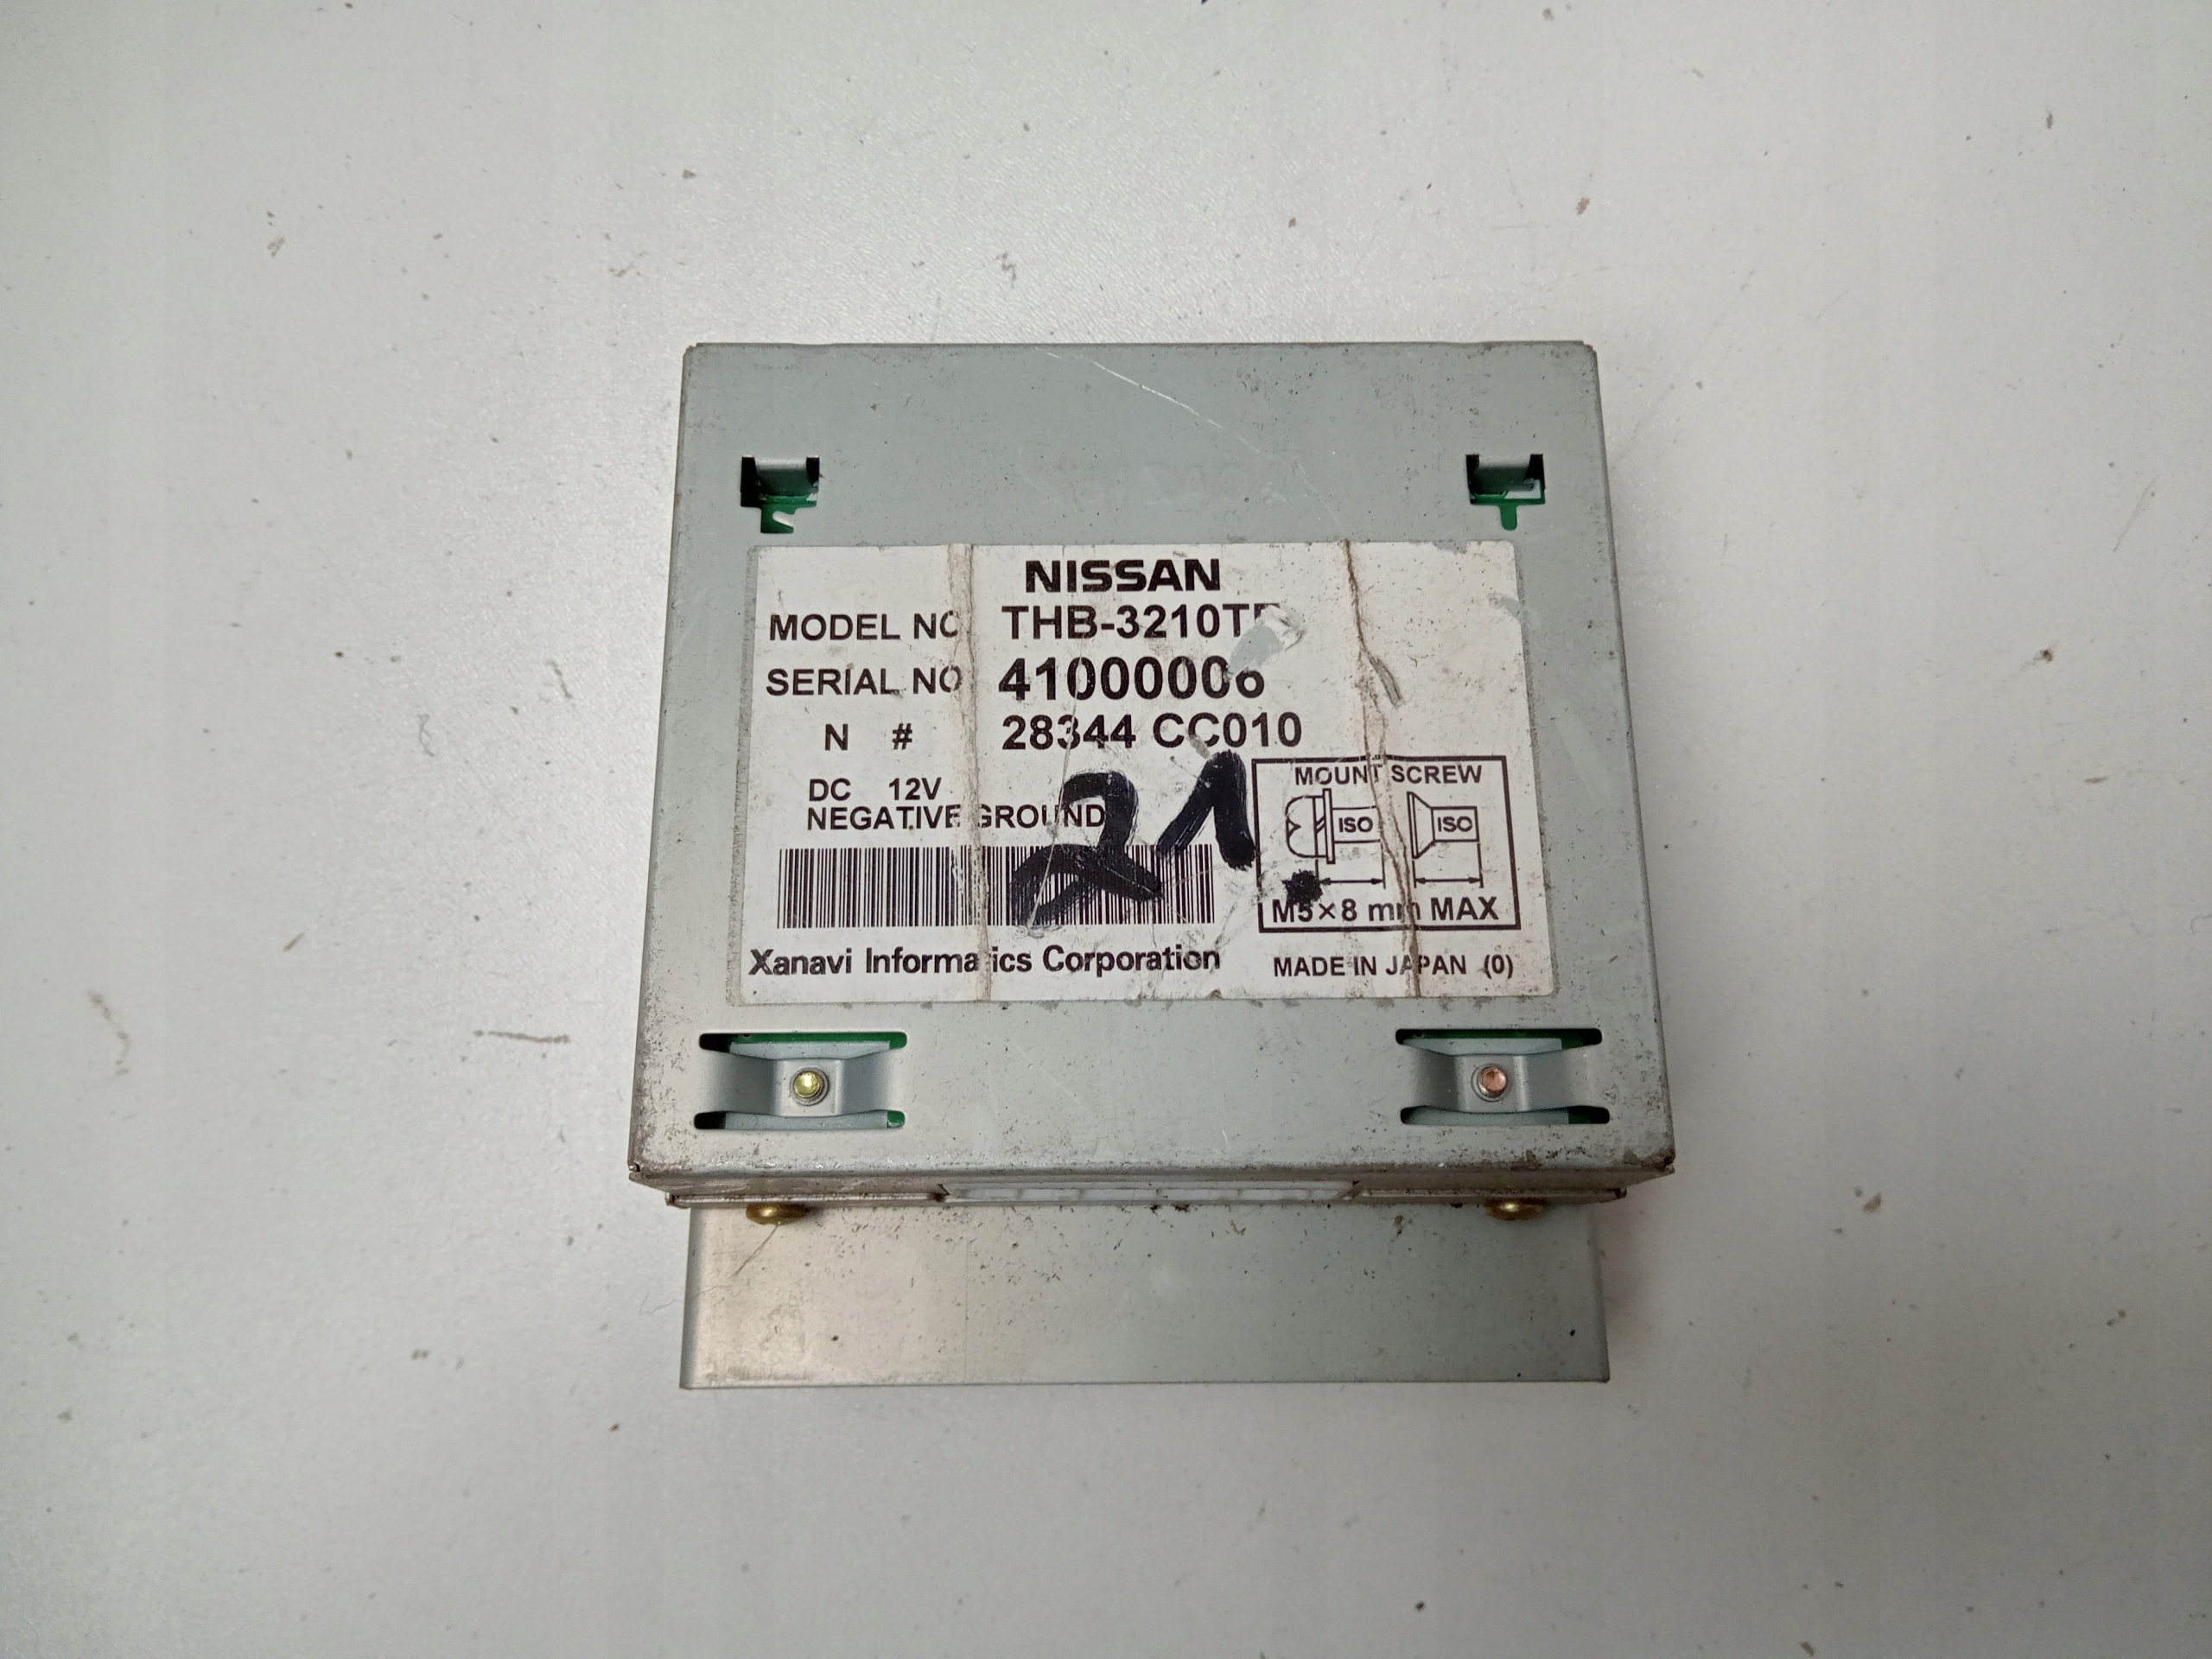 NISSAN
MODEL NO THB-3210T
SERIAL NO 41000006
N # 28344 CC010
DC 12V
NEGATIVE GROUND
21.
MOUNT SCREW
ISO ISO
M5×8 mm MAX
Xanavi Informatics Corporation
MADE IN JAPAN (0)